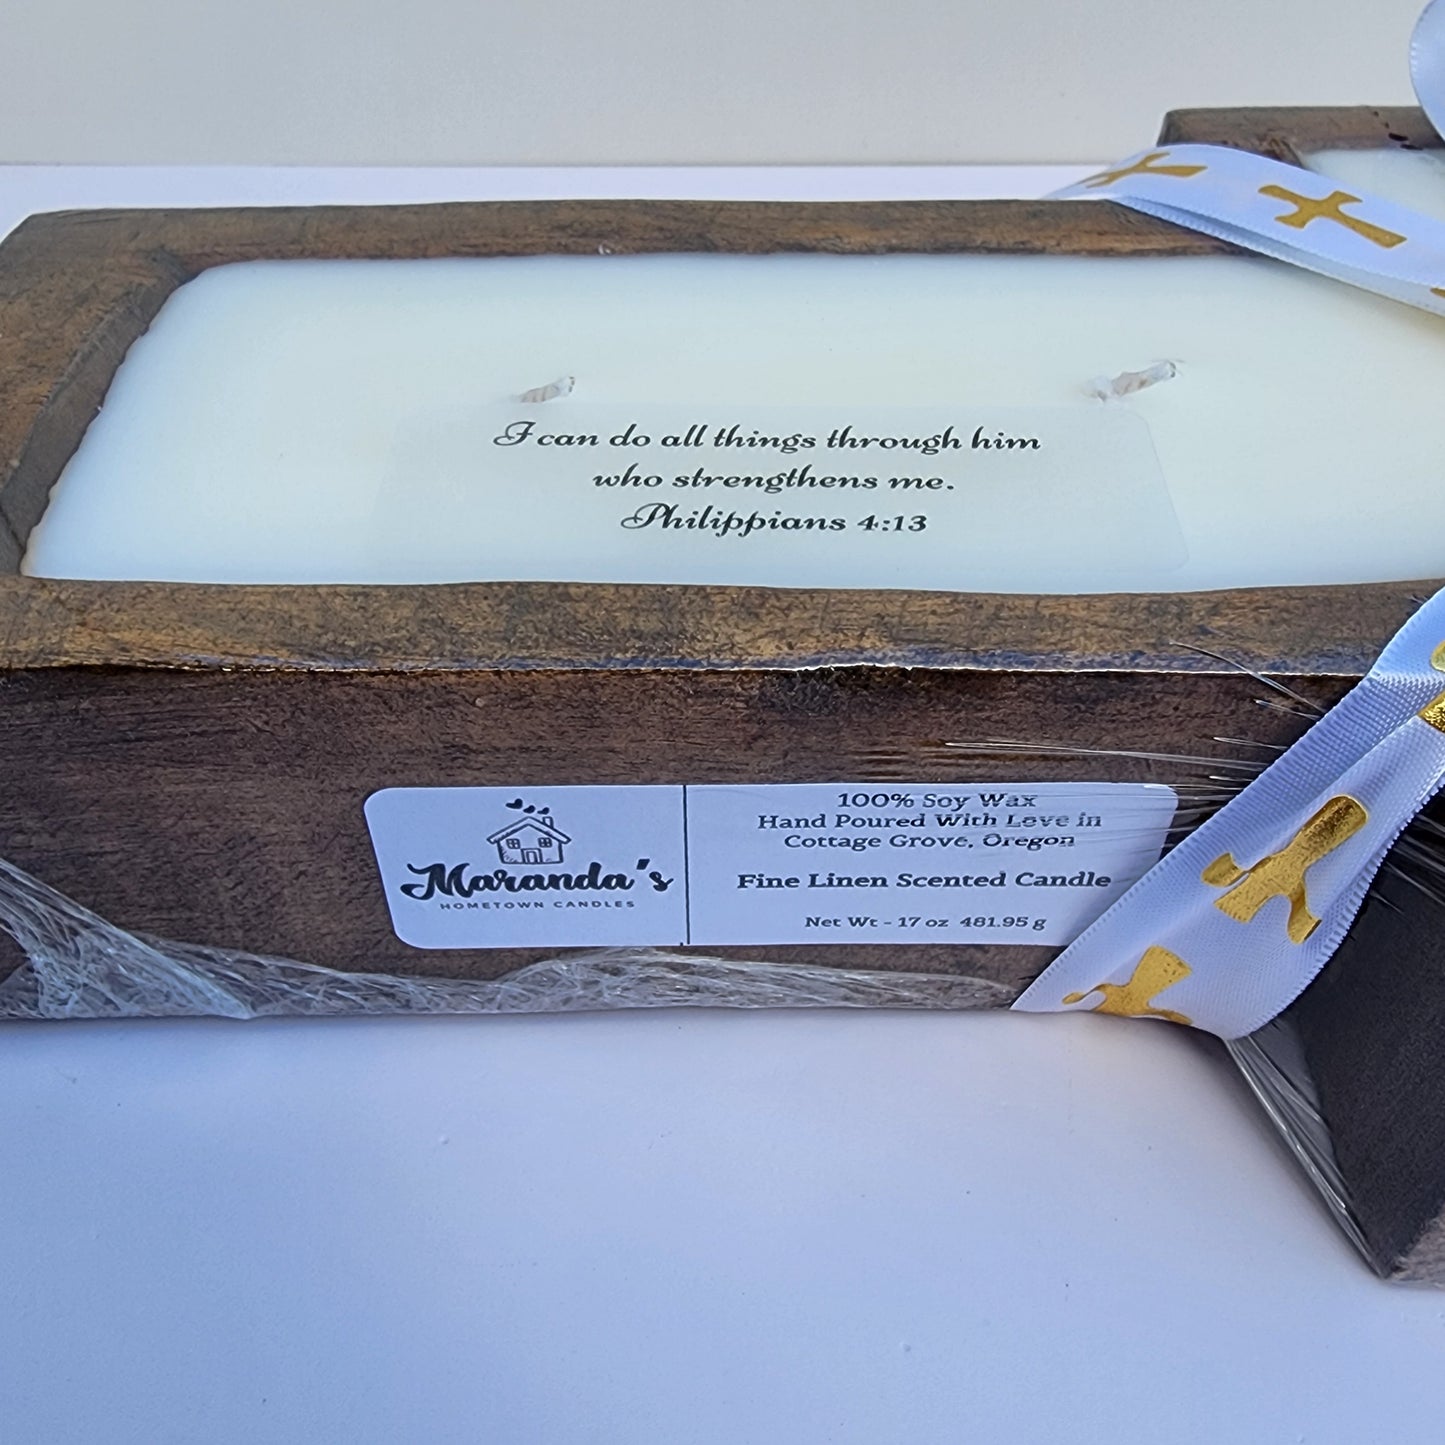 I can do all things through him
who strengthens me.
Philippians 4:13
Maranda's
HOMETOWN CANDLES
100% Soy Wax
Hand Poured With Love in
Cottage Grove, Oregon
Fine Linen Scented Candle
Net Wt - 17 oz 481.95 g